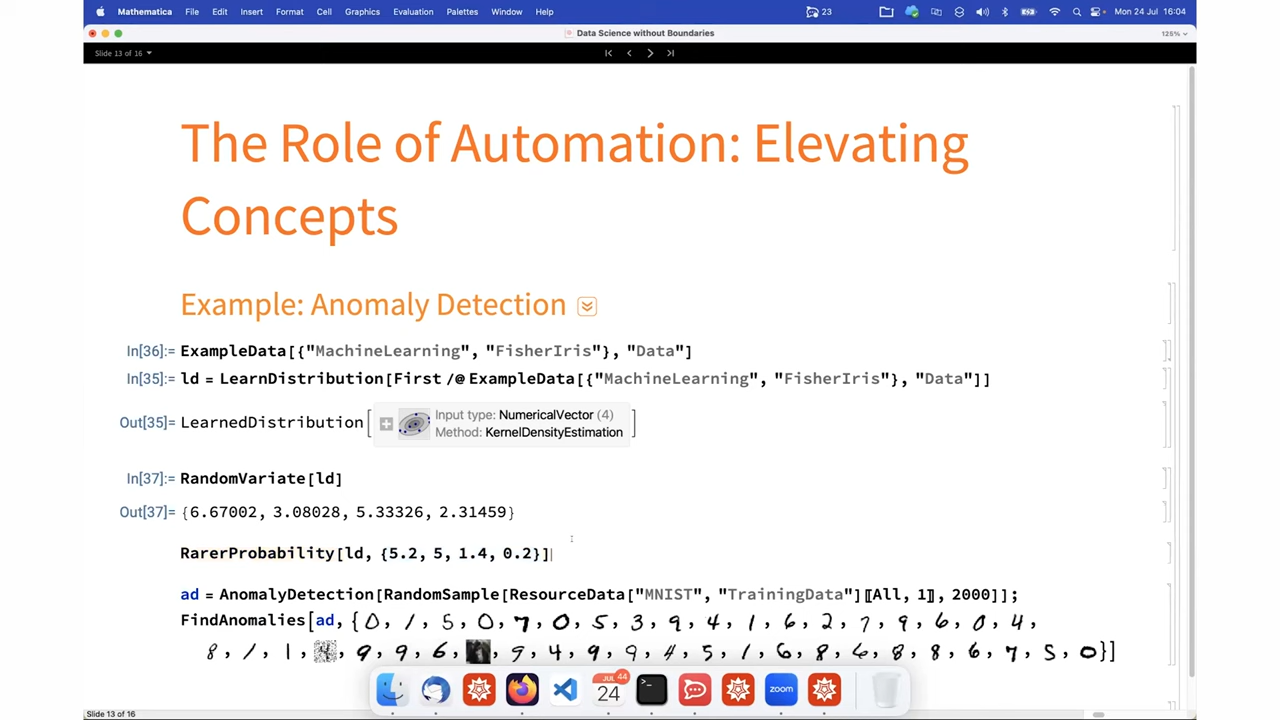 Mathematica File Edit Insert Format Cell Graphics Evaluation Palettes Window Help 23 Mon 24 Jul 16:04
Data Science without Boundaries 125%
Slide 13 of 16
The Role of Automation: Elevating
Concepts
Example: Anomaly Detection
In[36]:= ExampleData[{"MachineLearning", "FisherIris"}, "Data"]
In[35]:= ld = LearnDistribution[First /@ ExampleData[{"MachineLearning", "FisherIris"}, "Data"]]
Out[35]= LearnedDistribution[ Input type: NumericalVector (4)
Method: KernelDensityEstimation ]
In[37]:= RandomVariate[ld]
Out[37]= {6.67002, 3.08028, 5.33326, 2.31459}
RarerProbability[ld, {5.2, 5, 1.4, 0.2}]
ad = AnomalyDetection[RandomSample[ResourceData["MNIST", "TrainingData"][[All, 1]], 2000]];
FindAnomalies[ad, {0, 1, 5, 0, 7, 0, 5, 3, 9, 4, 1, 6, 2, 7, 9, 6, 0, 4,
8, 1, 1, 4, 9, 9, 6, , 9, 4, 9, 9, 4, 5, 1, 6, 8, 6, 8, 8, 6, 7, 5, 0}]
JUL 44
24
zoom
Slide 13 of 16